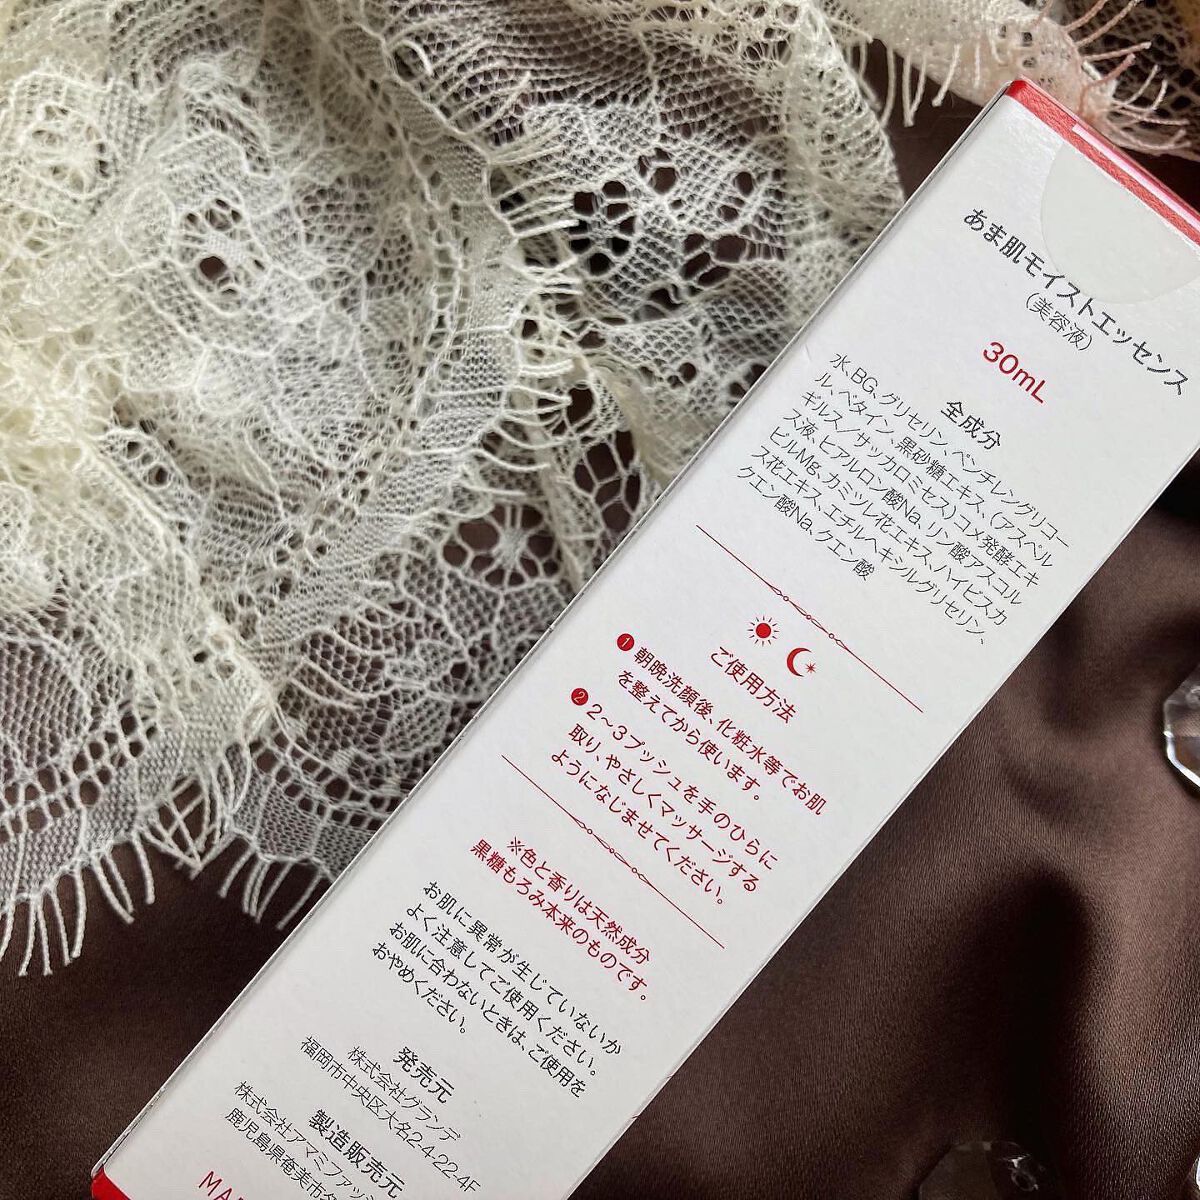 あま肌モイストエッセンス
（美容液）
30mL
全成分
水、BG、グリセリン、ペンチレングリコー
ル、ベタイン、黒砂糖エキス、（アスペル
ギルス／サッカロミセス）コメ発酵エキ
ス液、ヒアルロン酸Na、リン酸アスコル
ビルMg、カミツレ花エキス、ハイビスカ
ス花エキス、エチルヘキシルグリセリン、
クエン酸Na、クエン酸
ご使用方法
1 朝晩洗顔後、化粧水等でお肌
を整えてから使います。
2 2～3プッシュを手のひらに
取り、やさしくマッサージする
ようになじませてください。
※色と香りは天然成分
黒糖もろみ本来のものです。
お肌に異常が生じていないか
よく注意してご使用ください。
お肌に合わないときは、ご使用を
おやめください。
発売元
株式会社グランデ
福岡市中央区大名2-4-22-4F
製造販売元
株式会社アマミファッシ
鹿児島県奄美市
MA